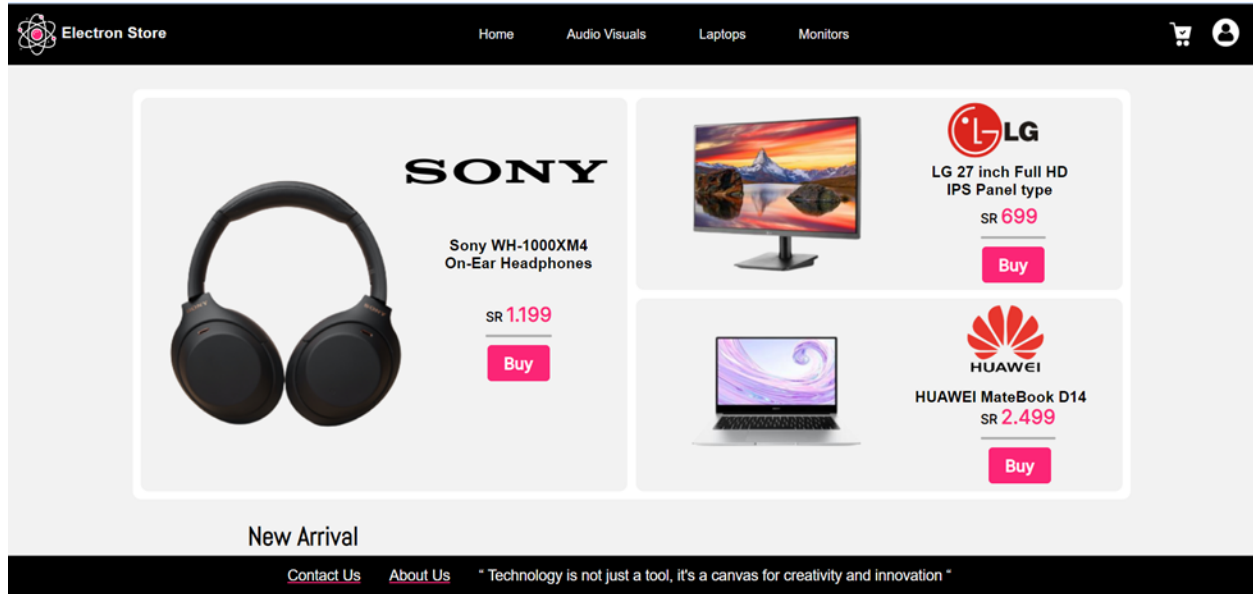 Electron Store
Home
Audio Visuals
Laptops
Monitors
SONY
Sony WH-1000XM4
On-Ear Headphones
SR 1.199
Buy
SONY
LG
LG 27 inch Full HD
IPS Panel type
SR 699
Buy
HUAWEI
HUAWEI MateBook D14
SR 2.499
Buy
New Arrival
Contact Us
About Us
“ Technology is not just a tool, it's a canvas for creativity and innovation “